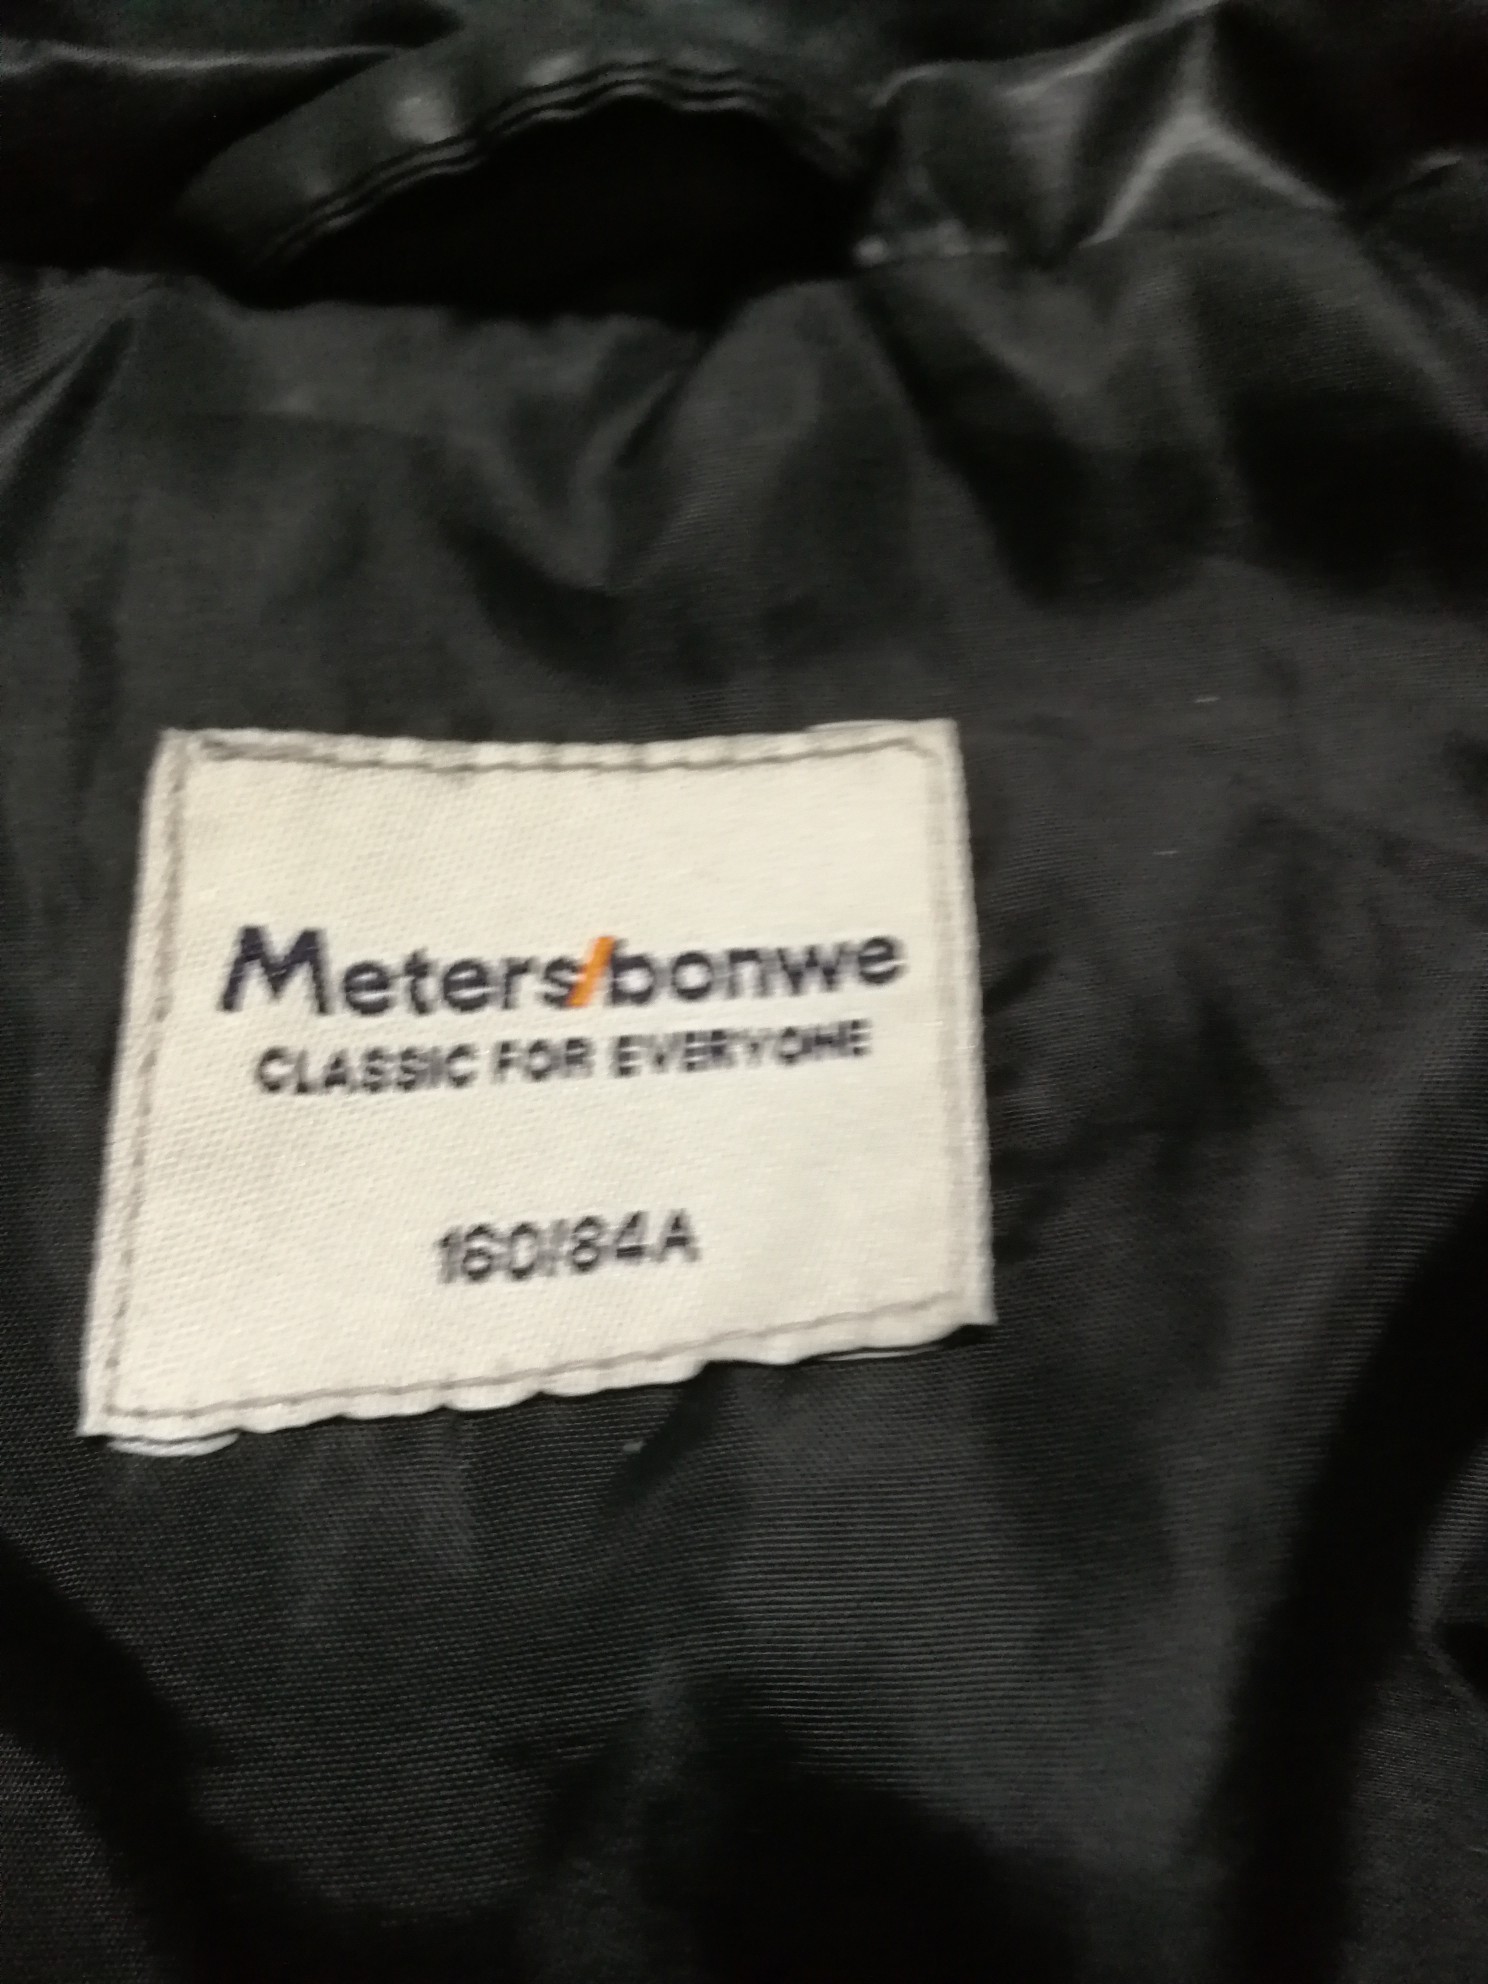 Meters/bonwe
CLASSIC FOR EVERYONE
160/84A